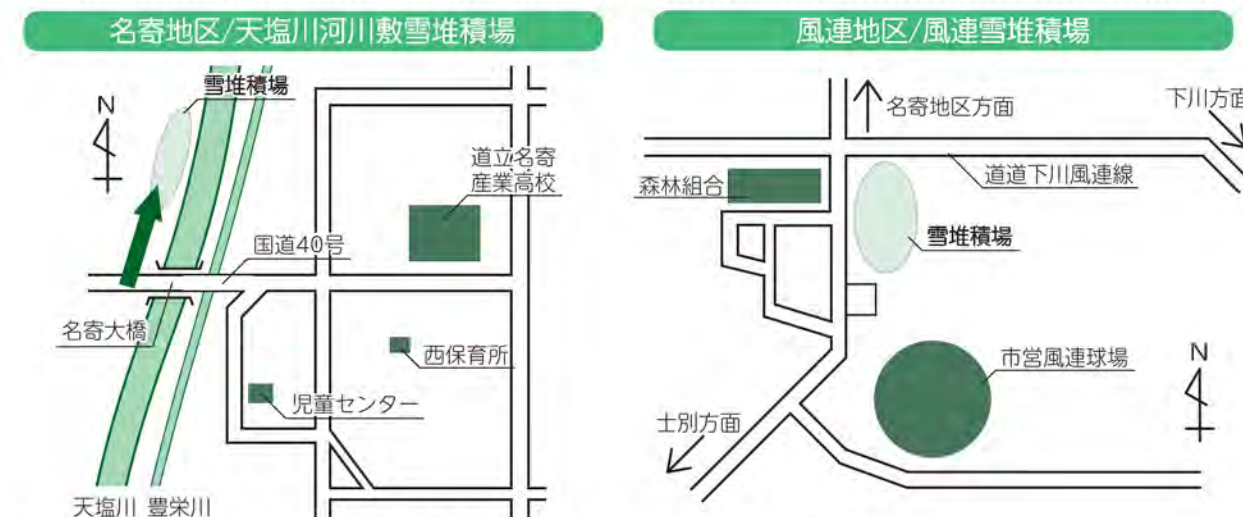 名寄地区/天塩川河川敷雪堆積場
雪堆積場
N
道立名寄
産業高校
国道40号
名寄大橋
西保育所
児童センター
天塩川 豊栄川
風連地区/風連雪堆積場
名寄地区方面
下川方面
森林組合
道道下川風連線
雪堆積場
市営風連球場
N
士別方面